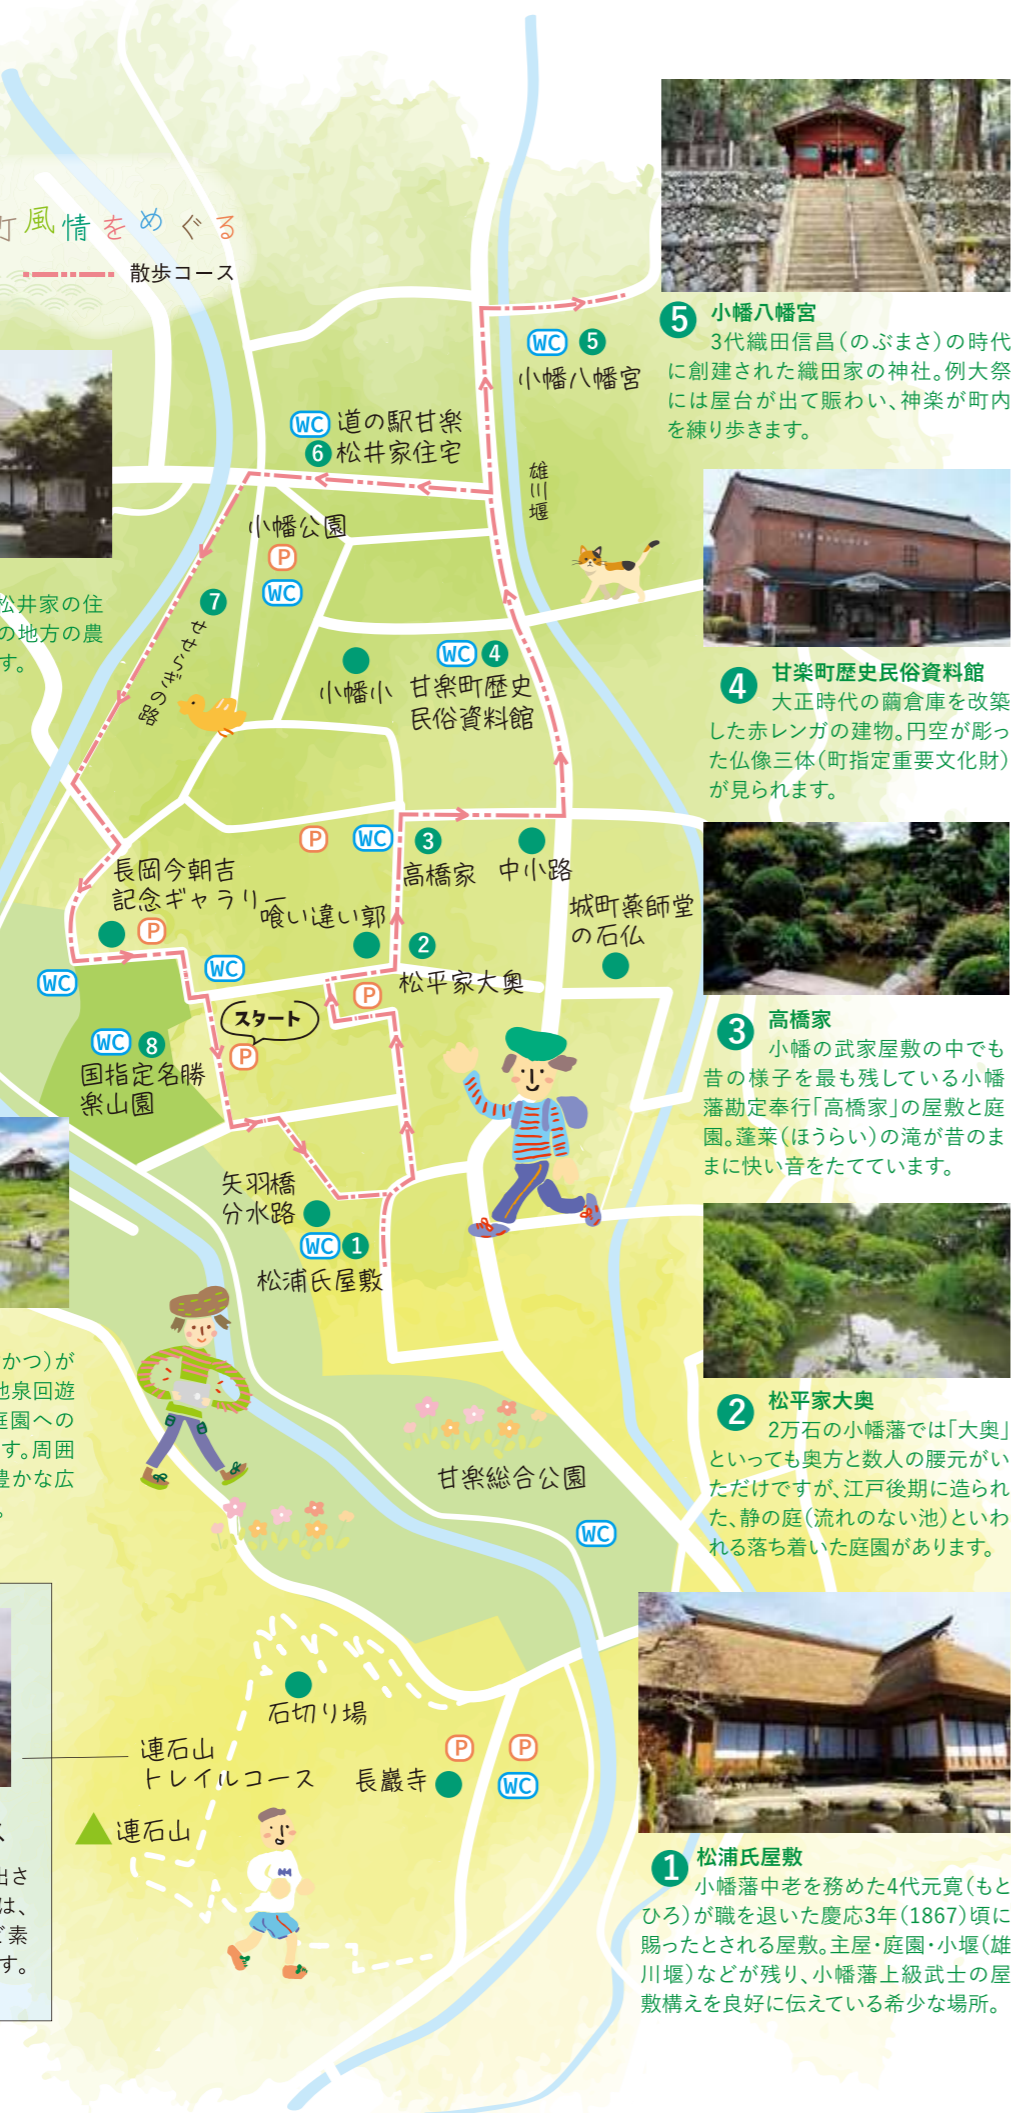 町風情をめぐる
散歩コース
WC 5
小幡八幡宮
WC 道の駅甘楽
6 松井家住宅
雄川堰
小幡公園
P
WC
7
せせらぎの路
小幡小
WC 4
甘楽町歴史
民俗資料館
P WC 3
高橋家
中小路
長岡今朝吉
記念ギャラリー
P
喰い違い郭
2
松平家大奥
城町薬師堂
の石仏
WC
WC
P
スタート
P
WC 8
国指定名勝
楽山園
矢羽橋
分水路
WC 1
松浦氏屋敷
甘楽総合公園
WC
石切り場
連石山
トレイルコース
長巌寺
P P
WC
連石山
5 小幡八幡宮
3代織田信昌（のぶまさ）の時代
に創建された織田家の神社。例大祭
には屋台が出て賑わい、神楽が町内
を練り歩きます。
4 甘楽町歴史民俗資料館
大正時代の繭倉庫を改築
した赤レンガの建物。円空が彫っ
た仏像三体（町指定重要文化財）
が見られます。
3 高橋家
小幡の武家屋敷の中でも
昔の様子を最も残している小幡
藩勘定奉行「高橋家」の屋敷と庭
園。蓬莱（ほうらい）の滝が昔のま
まに快い音をたてています。
2 松平家大奥
2万石の小幡藩では「大奥」
といっても奥方と数人の腰元がい
ただけですが、江戸後期に造られ
た、静の庭（流れのない池）といわ
れる落ち着いた庭園があります。
1 松浦氏屋敷
小幡藩中老を務めた4代元寛（もと
ひろ）が職を退いた慶応3年（1867）頃に
賜ったとされる屋敷。主屋・庭園・小堰（雄
川堰）などが残り、小幡藩上級武士の屋
敷構えを良好に伝えている希少な場所。
松井家の住
の地方の農
す。
かつ）が
池泉回遊
庭園への
す。周囲
豊かな広
。
ス
出さ
は、
ど素
す。